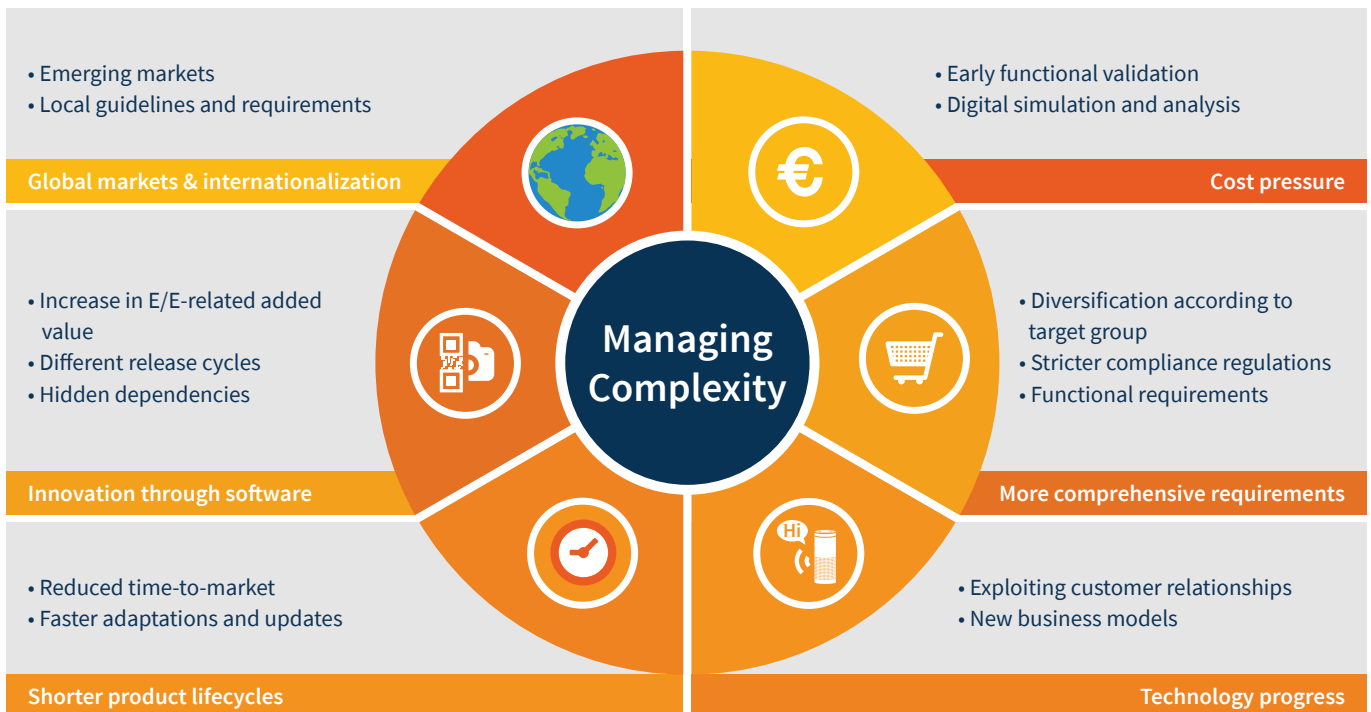 • Emerging markets
• Local guidelines and requirements
Global markets & internationalization
• Early functional validation
• Digital simulation and analysis
Cost pressure
€
• Increase in E/E-related added
value
• Different release cycles
• Hidden dependencies
Innovation through software
Managing
Complexity
• Diversification according to
target group
• Stricter compliance regulations
• Functional requirements
More comprehensive requirements
• Reduced time-to-market
• Faster adaptations and updates
Shorter product lifecycles
Hi
• Exploiting customer relationships
• New business models
Technology progress